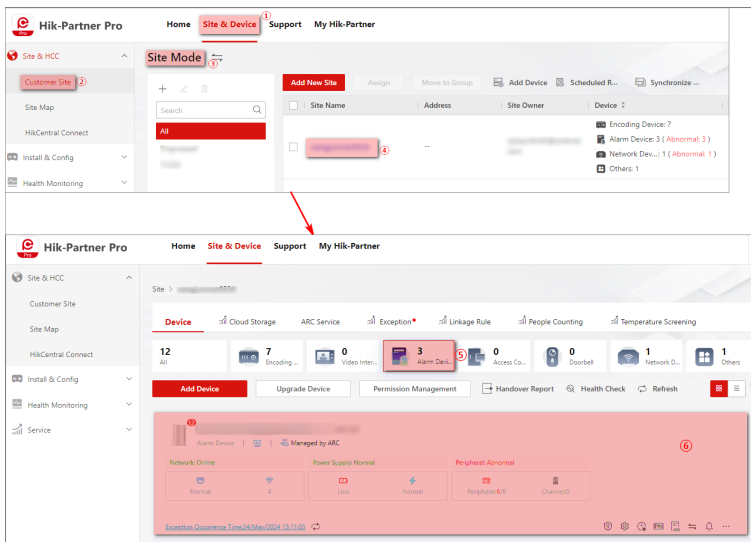 Hik-Partner Pro
Pro
Home Site & Device ① Support My Hik-Partner
Site & HCC
Customer Site ②
Site Map
HikCentral Connect
Install & Config
Health Monitoring
Site Mode ③
Search
All
Add New Site Assign Move to Group Add Device Scheduled R... Synchronize ...
Site Name Address Site Owner Device
④ --
Encoding Device: 7
Alarm Device: 3 ( Abnormal: 3 )
Network Dev...: 1 ( Abnormal: 1 )
Others: 1
Hik-Partner Pro
Pro
Home Site & Device Support My Hik-Partner
Site & HCC
Customer Site
Site Map
HikCentral Connect
Install & Config
Health Monitoring
Service
Site >
Device Cloud Storage ARC Service Exception Linkage Rule People Counting Temperature Screening
12
All
7
Encoding ...
0
Video Inter...
3
Alarm Devi...
⑤
0
Access Co...
0
Doorbell
1
Network D...
1
Others
Add Device Upgrade Device Permission Management Handover Report Health Check Refresh
12
Alarm Device | | Managed by ARC
⑥
Network: Online Power Supply: Normal Peripheral: Abnormal
Normal 4 Loss Normal Peripheral:6/8 Channel:0
Exception Occurrence Time:24/May/2024 15:11:05